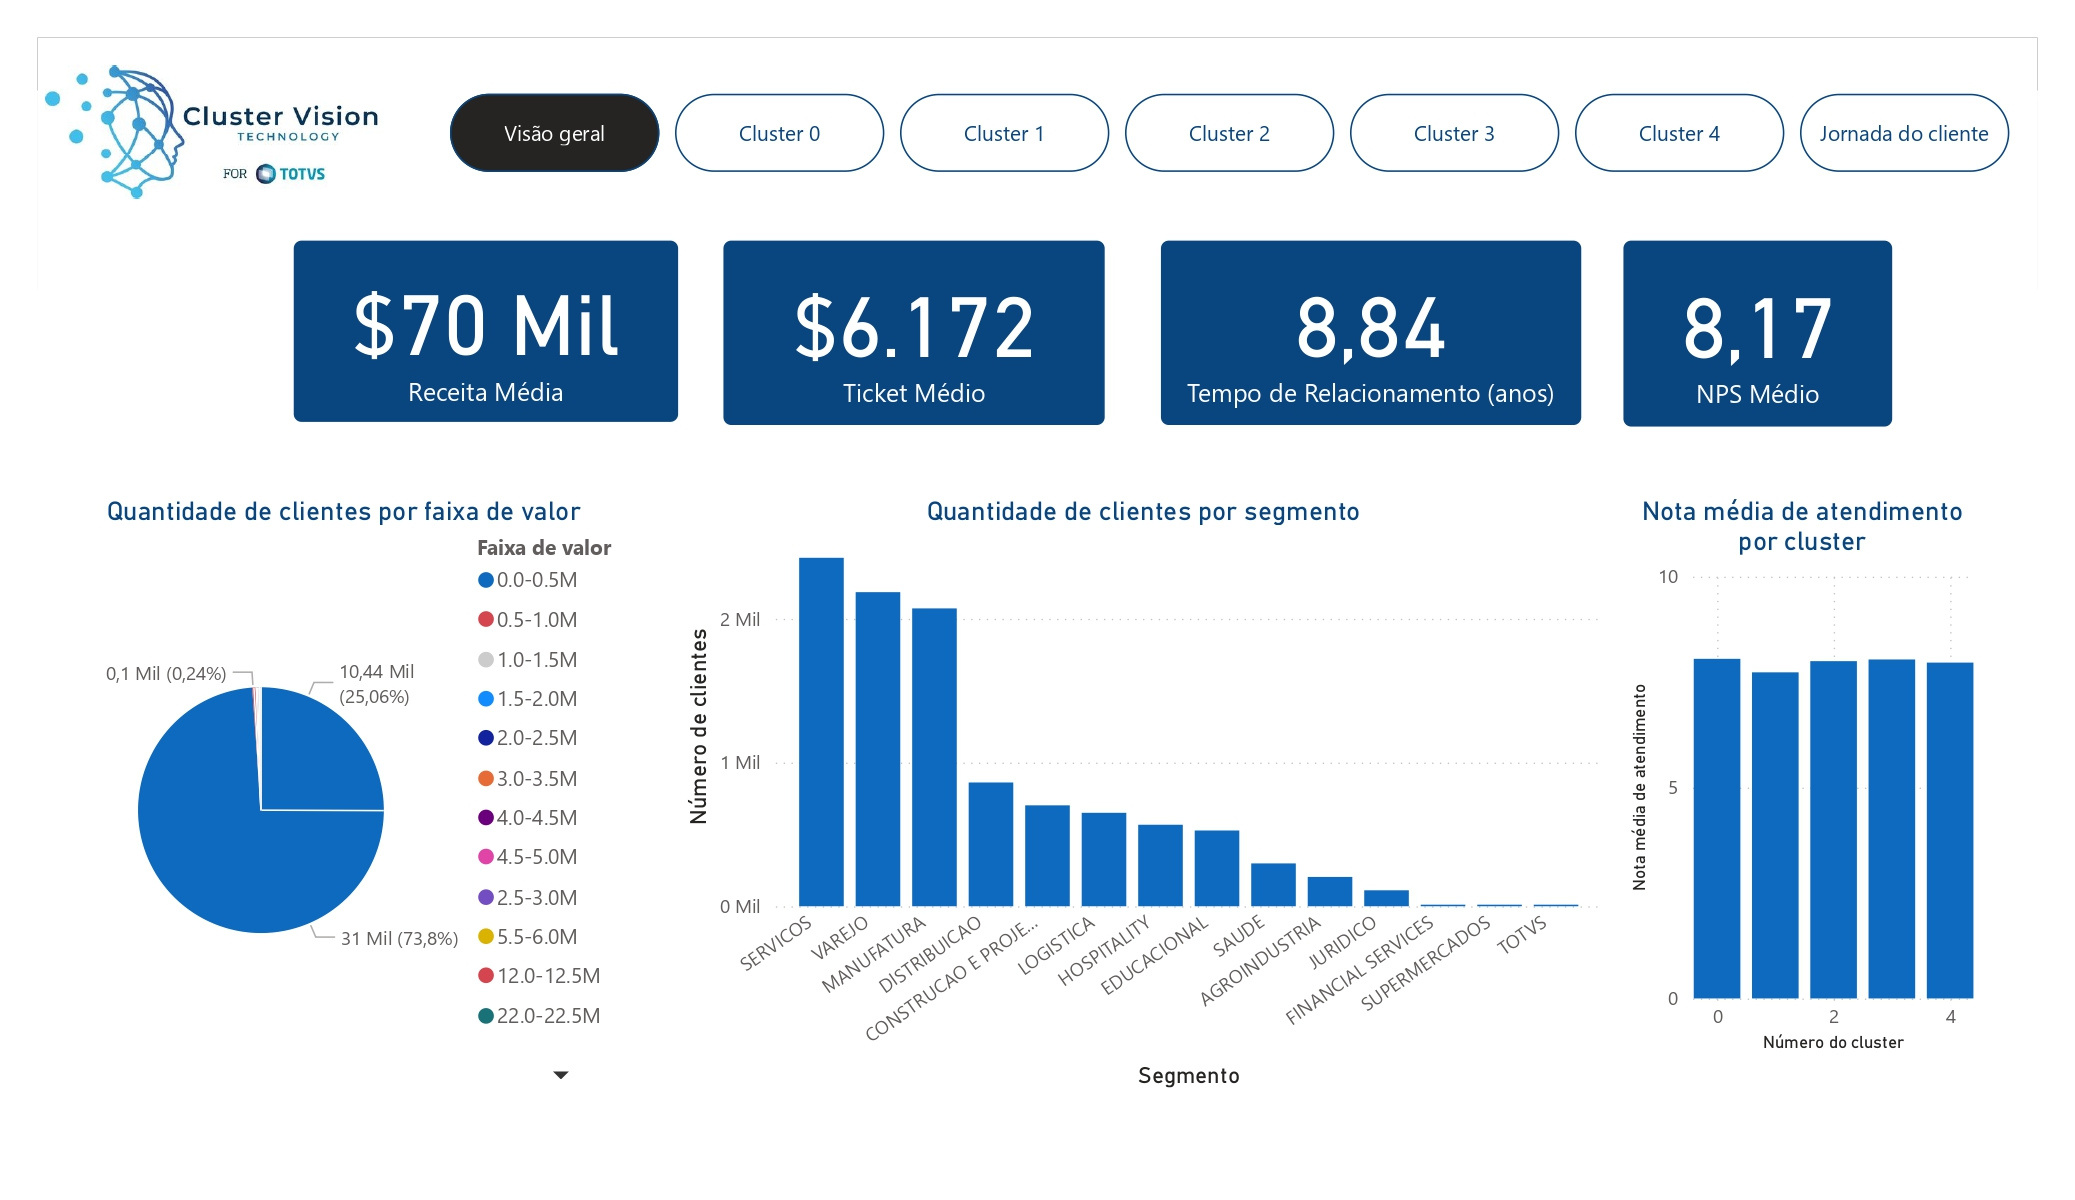 Cluster Vision
TECHNOLOGY
FOR TOTVS
Visão geral
Cluster 0
Cluster 1
Cluster 2
Cluster 3
Cluster 4
Jornada do cliente
$70 Mil
Receita Média
$6.172
Ticket Médio
8,84
Tempo de Relacionamento (anos)
8,17
NPS Médio
Quantidade de clientes por faixa de valor
Faixa de valor
0.0-0.5M
0.5-1.0M
1.0-1.5M
1.5-2.0M
2.0-2.5M
3.0-3.5M
4.0-4.5M
4.5-5.0M
2.5-3.0M
5.5-6.0M
12.0-12.5M
22.0-22.5M
0,1 Mil (0,24%)
10,44 Mil
(25,06%)
31 Mil (73,8%)
Quantidade de clientes por segmento
Número de clientes
2 Mil
1 Mil
0 Mil
SERVICOS
VAREJO
MANUFATURA
DISTRIBUICAO
CONSTRUCAO E PROJE...
LOGISTICA
HOSPITALITY
EDUCACIONAL
SAUDE
AGROINDUSTRIA
JURIDICO
FINANCIAL SERVICES
SUPERMERCADOS
TOTVS
Segmento
Nota média de atendimento
por cluster
Nota média de atendimento
10
5
0
0
2
4
Número do cluster